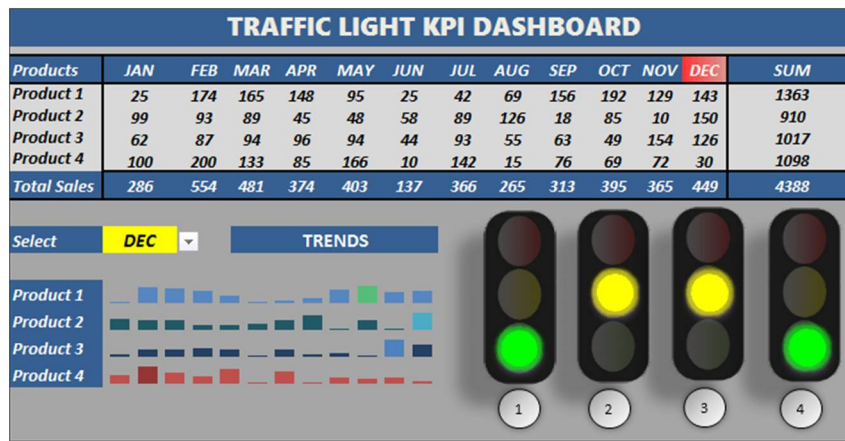 TRAFFIC LIGHT KPI DASHBOARD
Products JAN FEB MAR APR MAY JUN JUL AUG SEP OCT NOV DEC SUM
Product 1 25 174 165 148 95 25 42 69 156 192 129 143 1363
Product 2 99 93 89 45 48 58 89 126 18 85 10 150 910
Product 3 62 87 94 96 94 44 93 55 63 49 154 126 1017
Product 4 100 200 133 85 166 10 142 15 76 69 72 30 1098
Total Sales 286 554 481 374 403 137 366 265 313 395 365 449 4388
Select DEC TRENDS
Product 1
Product 2
Product 3
Product 4
1 2 3 4